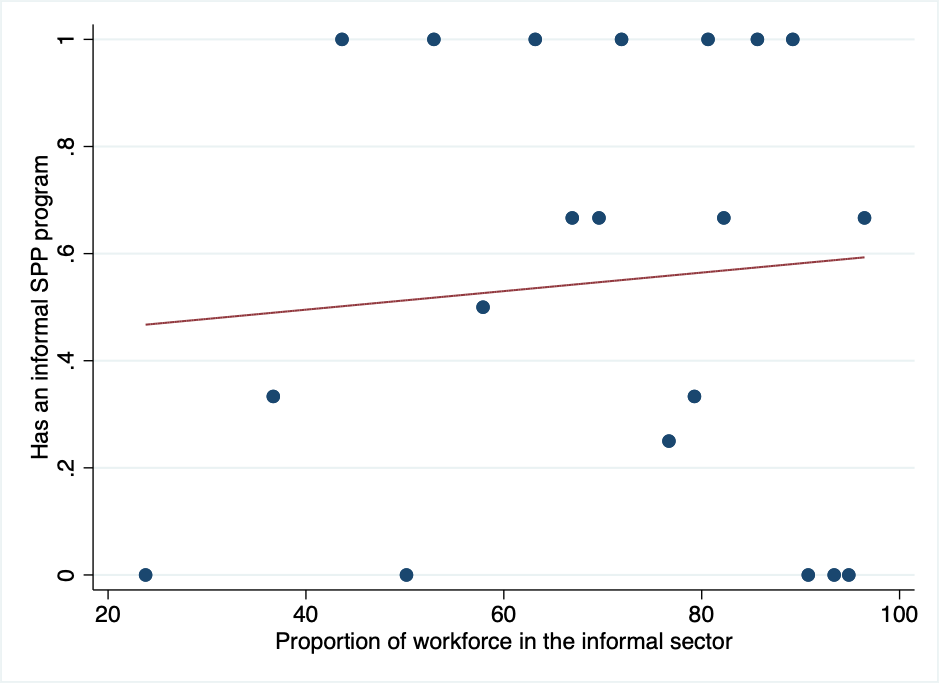 Has an informal SPP program
1
.8
.6
.4
.2
0
20 40 60 80 100
Proportion of workforce in the informal sector